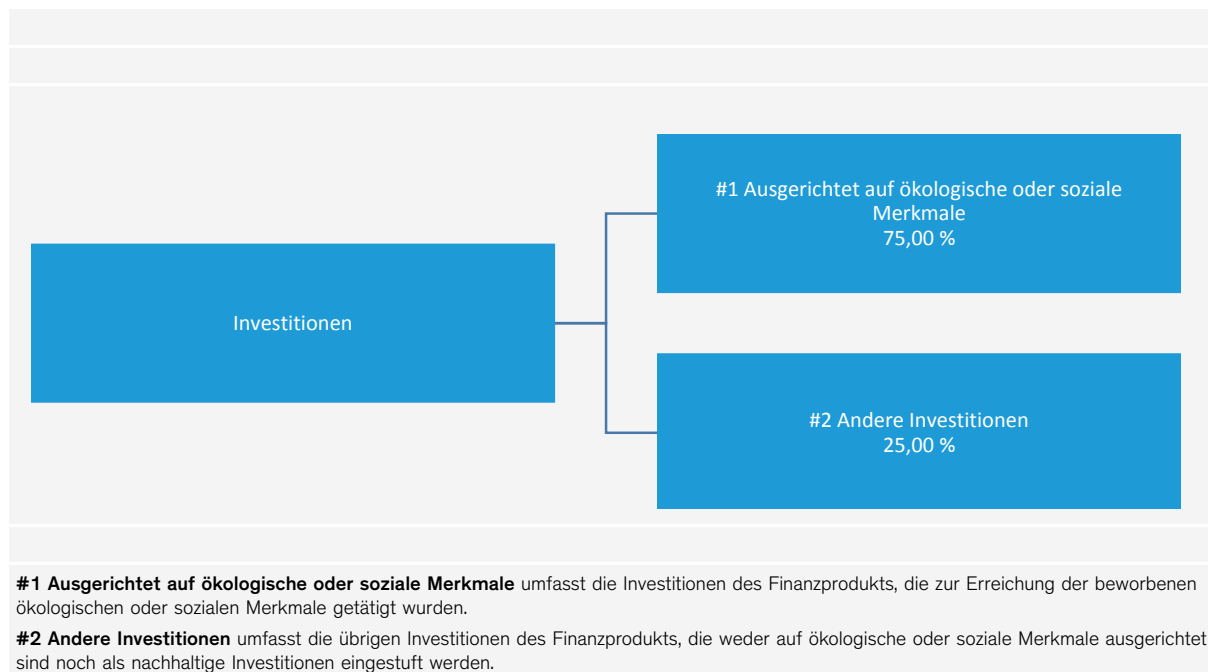 #1 Ausgerichtet auf ökologische oder soziale
Merkmale
75,00 %
Investitionen
#2 Andere Investitionen
25,00 %
#1 Ausgerichtet auf ökologische oder soziale Merkmale umfasst die Investitionen des Finanzprodukts, die zur Erreichung der beworbenen
ökologischen oder sozialen Merkmale getätigt wurden.
#2 Andere Investitionen umfasst die übrigen Investitionen des Finanzprodukts, die weder auf ökologische oder soziale Merkmale ausgerichtet
sind noch als nachhaltige Investitionen eingestuft werden.